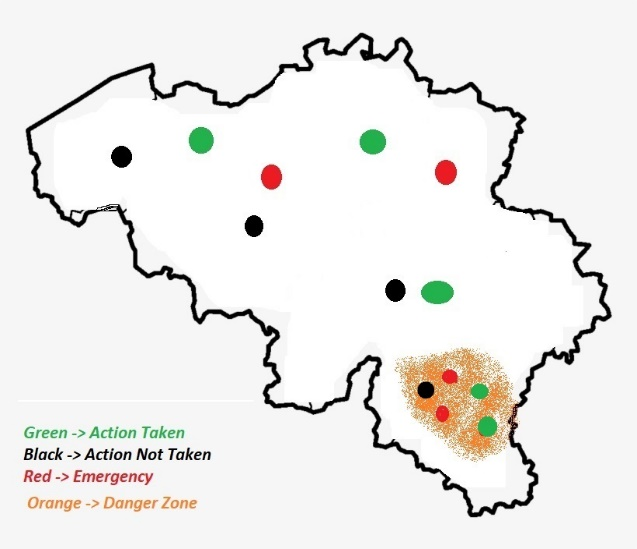 Green -> Action Taken
Black -> Action Not Taken
Red -> Emergency
Orange -> Danger Zone